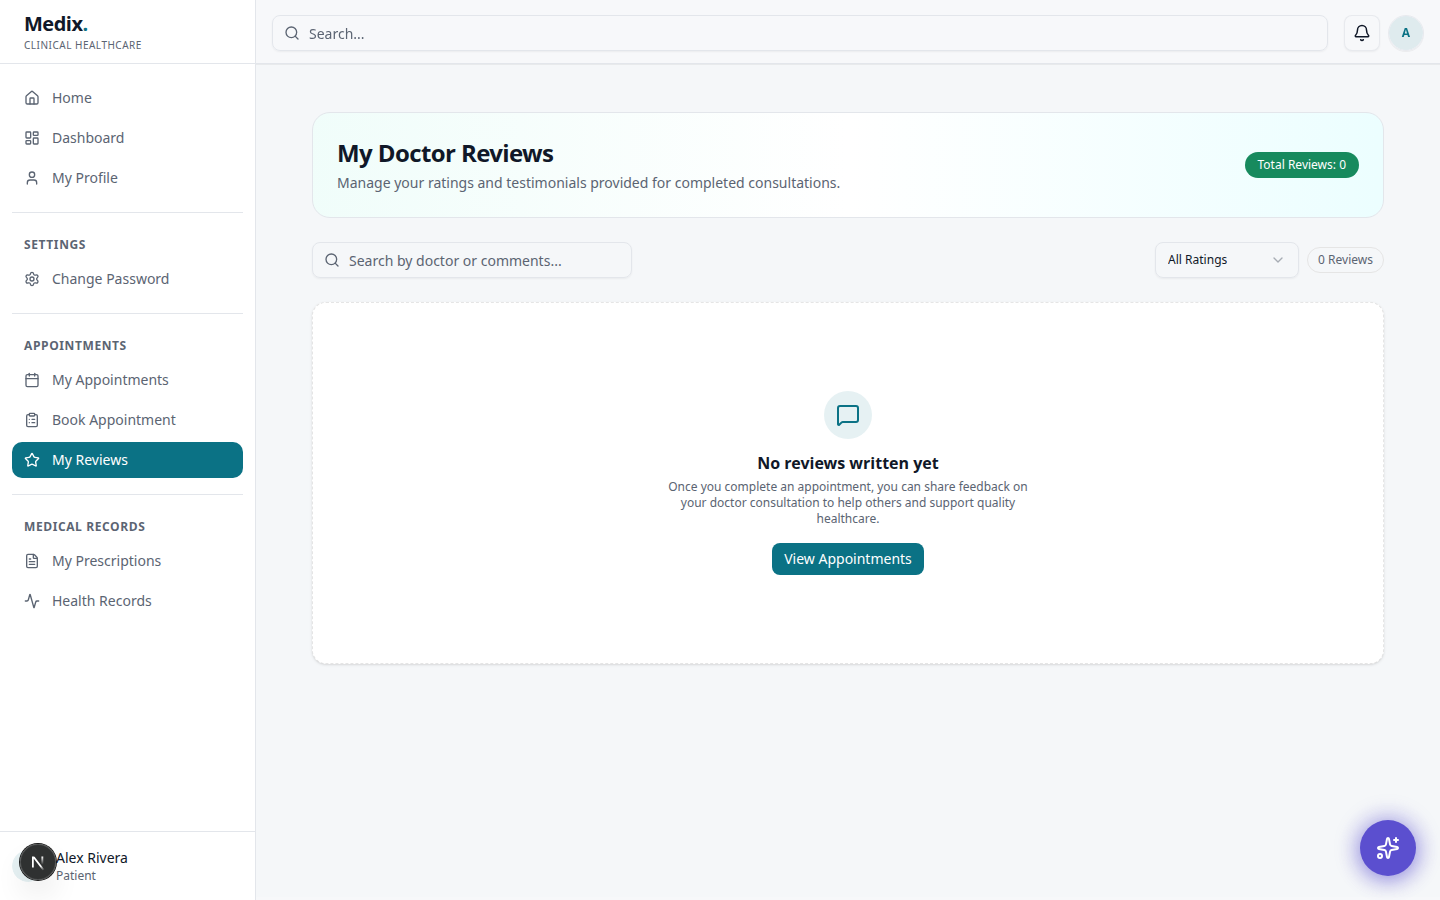 Medix.
CLINICAL HEALTHCARE
Home
Dashboard
My Profile
SETTINGS
Change Password
APPOINTMENTS
My Appointments
Book Appointment
My Reviews
MEDICAL RECORDS
My Prescriptions
Health Records
N
Alex Rivera
Patient
Search...
A
My Doctor Reviews
Manage your ratings and testimonials provided for completed consultations.
Total Reviews: 0
Search by doctor or comments...
All Ratings
0 Reviews
No reviews written yet
Once you complete an appointment, you can share feedback on
your doctor consultation to help others and support quality
healthcare.
View Appointments